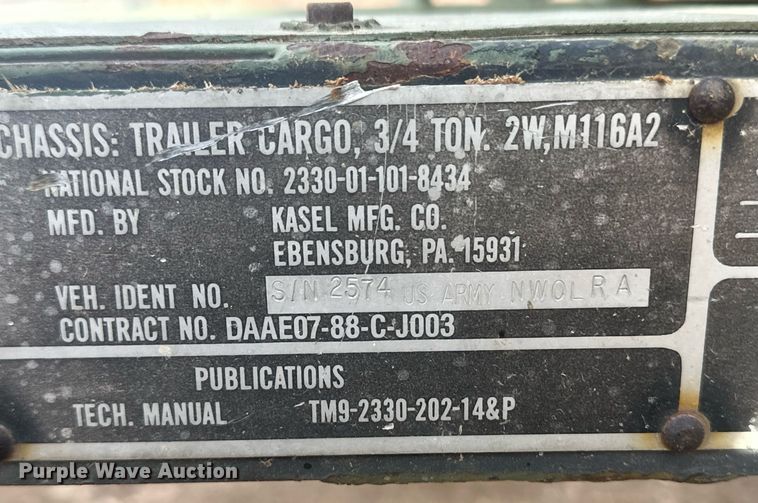 CHASSIS: TRAILER CARGO, 3/4 TON. 2W, M116A2
NATIONAL STOCK NO. 2330-01-101-8434
MFD. BY KASEL MFG. CO.
EBENSBURG, PA. 15931
VEH. IDENT NO. S/N 2574 US ARMY NWOLRA
CONTRACT NO. DAAE07-88-C-J003
PUBLICATIONS
TECH. MANUAL TM9-2330-202-14&P
Purple Wave Auction